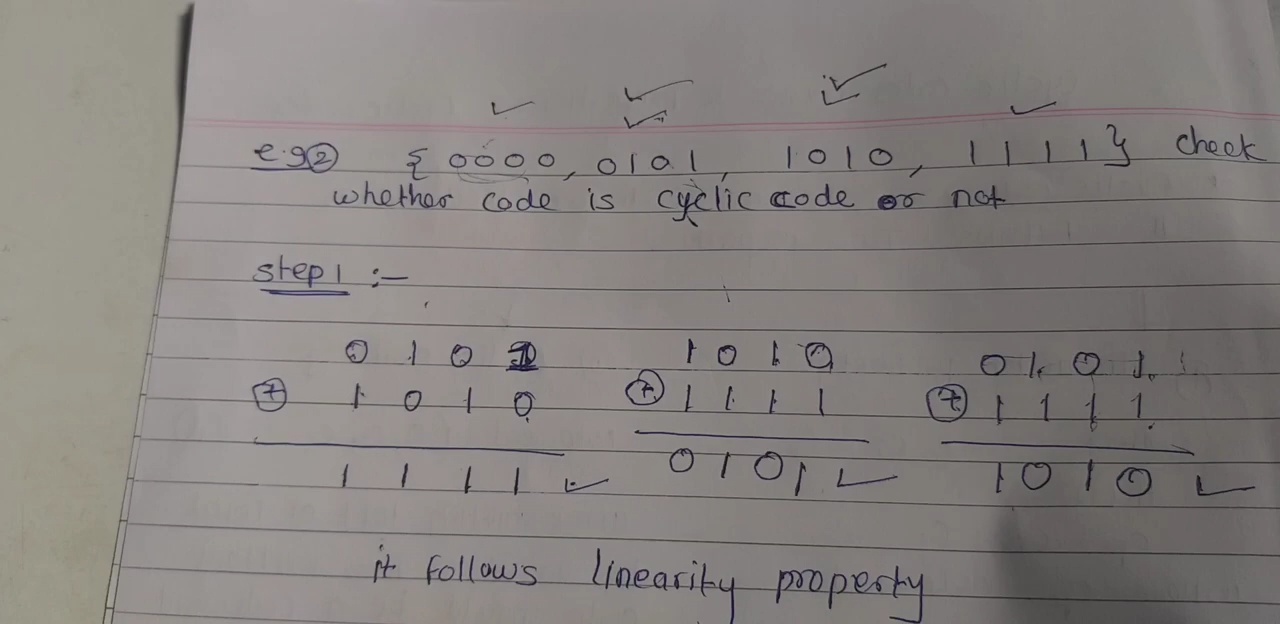 e.g② { 0000, 0101, 1010, 1111} check
whether code is cyclic code or not
step 1 :-
0 1 0 1 1 0 1 0 0 1 0 1
⊕ 1 0 1 0 ⊕ 1 1 1 1 ⊕ 1 1 1 1
1 1 1 1 ✓ 0 1 0 1 ✓ 1 0 1 0 ✓
it follows linearity property